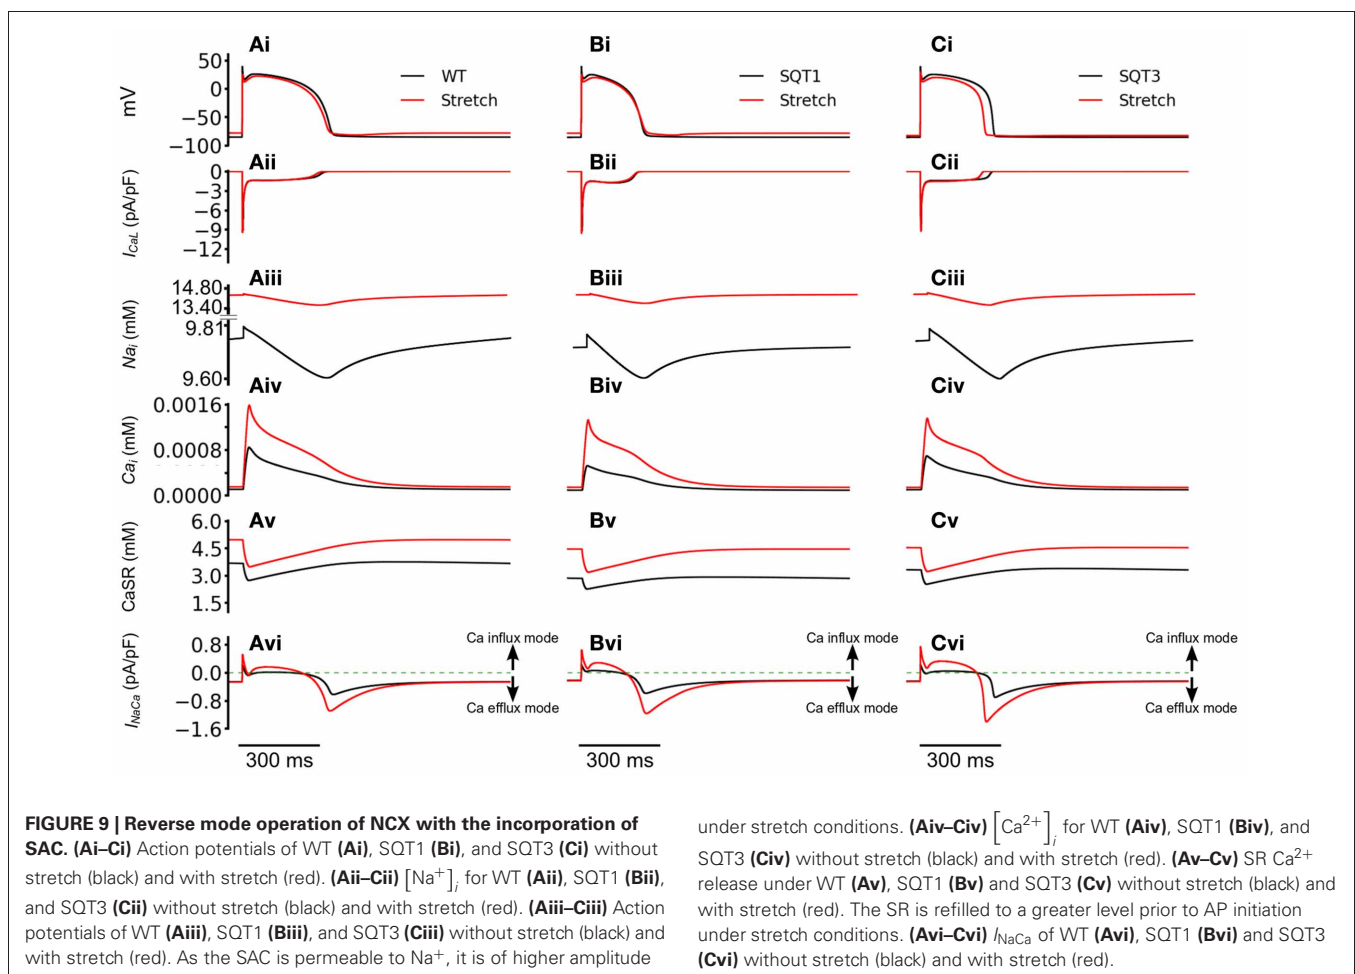 Ai
Bi
Ci
WT
Stretch
SQT1
Stretch
SQT3
Stretch
mV
50
0
−50
−100
Aii
Bii
Cii
I_CaL (pA/pF)
0
−3
−6
−9
−12
Aiii
Biii
Ciii
Na_i (mM)
14.80
13.40
9.81
9.60
Aiv
Biv
Civ
Ca_i (mM)
0.0016
0.0008
0.0000
Av
Bv
Cv
CaSR (mM)
6.0
4.5
3.0
1.5
Avi
Bvi
Cvi
I_NaCa (pA/pF)
0.8
0.0
−0.8
−1.6
Ca influx mode
Ca efflux mode
Ca influx mode
Ca efflux mode
Ca influx mode
Ca efflux mode
300 ms
300 ms
300 ms
FIGURE 9 | Reverse mode operation of NCX with the incorporation of
SAC. (Ai–Ci) Action potentials of WT (Ai), SQT1 (Bi), and SQT3 (Ci) without
stretch (black) and with stretch (red). (Aii–Cii) [Na⁺]ᵢ for WT (Aii), SQT1 (Bii),
and SQT3 (Cii) without stretch (black) and with stretch (red). (Aiii–Ciii) Action
potentials of WT (Aiii), SQT1 (Biii), and SQT3 (Ciii) without stretch (black) and
with stretch (red). As the SAC is permeable to Na⁺, it is of higher amplitude
under stretch conditions. (Aiv–Civ) [Ca²⁺]ᵢ for WT (Aiv), SQT1 (Biv), and
SQT3 (Civ) without stretch (black) and with stretch (red). (Av–Cv) SR Ca²⁺
release under WT (Av), SQT1 (Bv) and SQT3 (Cv) without stretch (black) and
with stretch (red). The SR is refilled to a greater level prior to AP initiation
under stretch conditions. (Avi–Cvi) I_NaCa of WT (Avi), SQT1 (Bvi) and SQT3
(Cvi) without stretch (black) and with stretch (red).